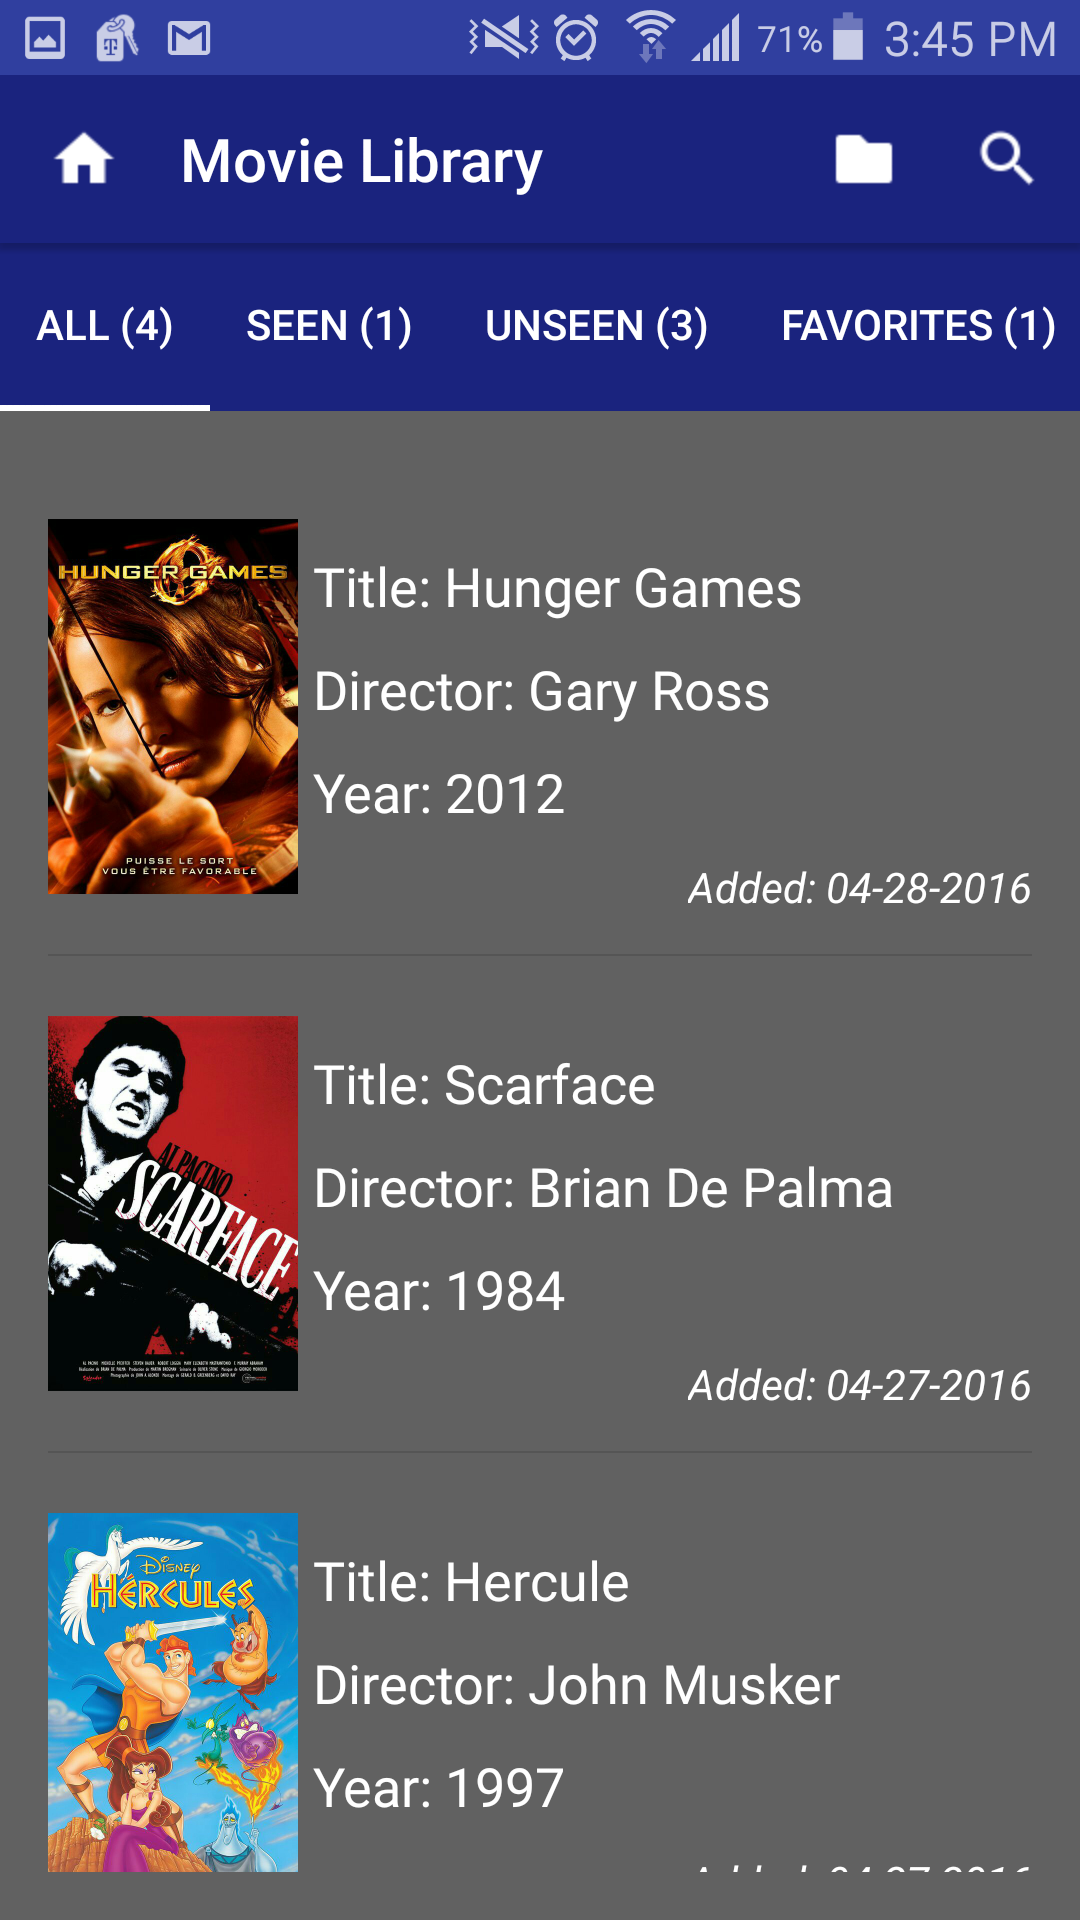 71% 3:45 PM
Movie Library
ALL (4) SEEN (1) UNSEEN (3) FAVORITES (1)
HUNGER GAMES
PUISSE LE SORT
VOUS ÊTRE FAVORABLE
Title: Hunger Games
Director: Gary Ross
Year: 2012
Added: 04-28-2016
AL PACINO
SCARFACE
Title: Scarface
Director: Brian De Palma
Year: 1984
Added: 04-27-2016
DISNEY
HERCULES
Title: Hercule
Director: John Musker
Year: 1997